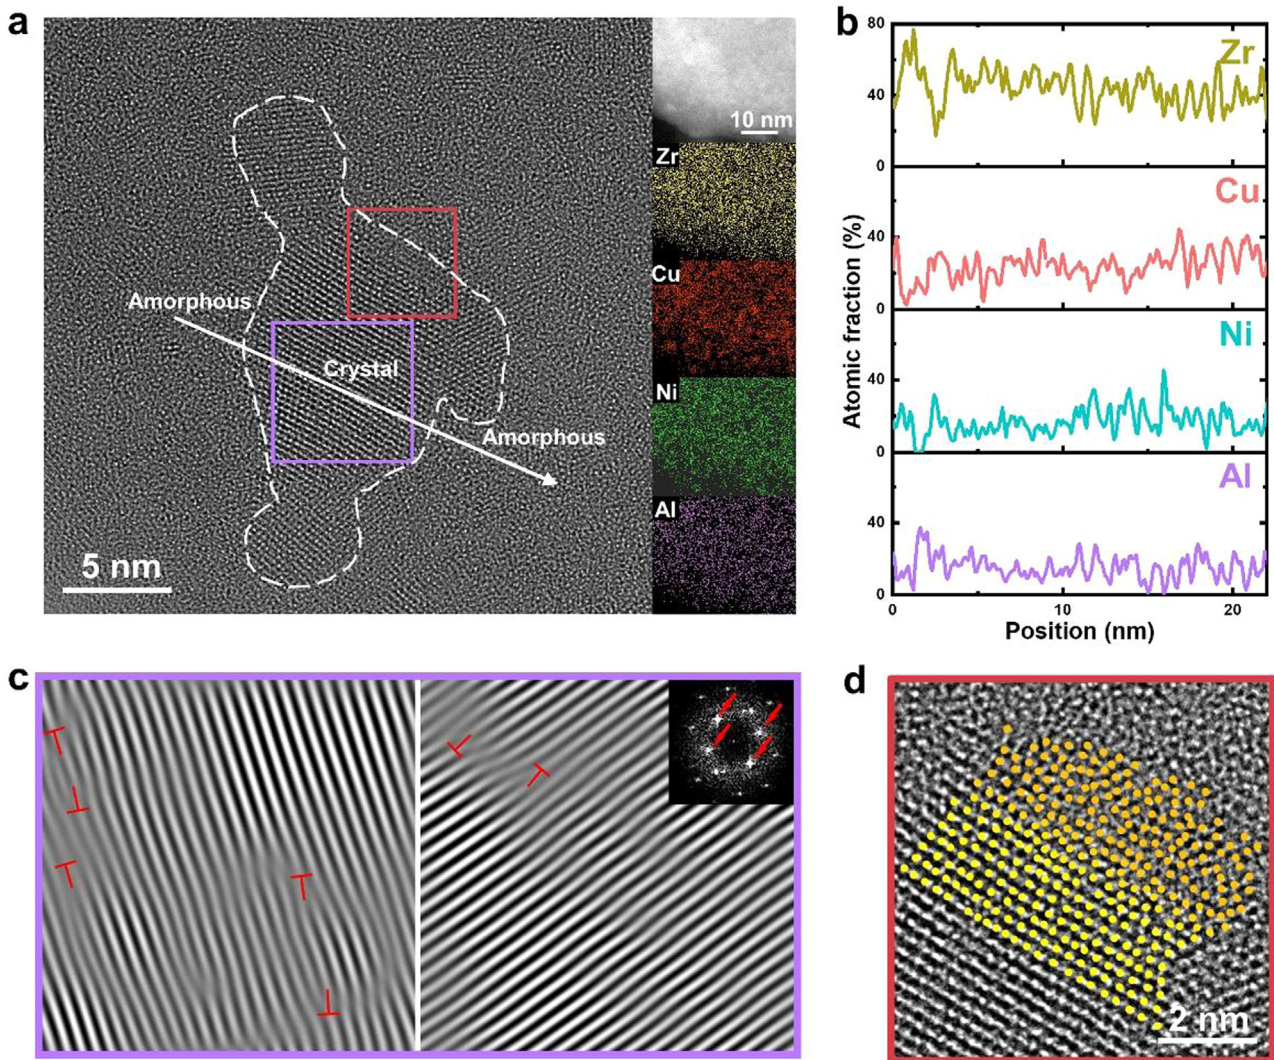 a
10 nm
Zr
Cu
Ni
Al
Amorphous
Crystal
Amorphous
5 nm
b
80
40
0
Zr
Cu
40
0
Ni
40
0
Al
40
0
0
10
20
Atomic fraction (%)
Position (nm)
c
d
2 nm